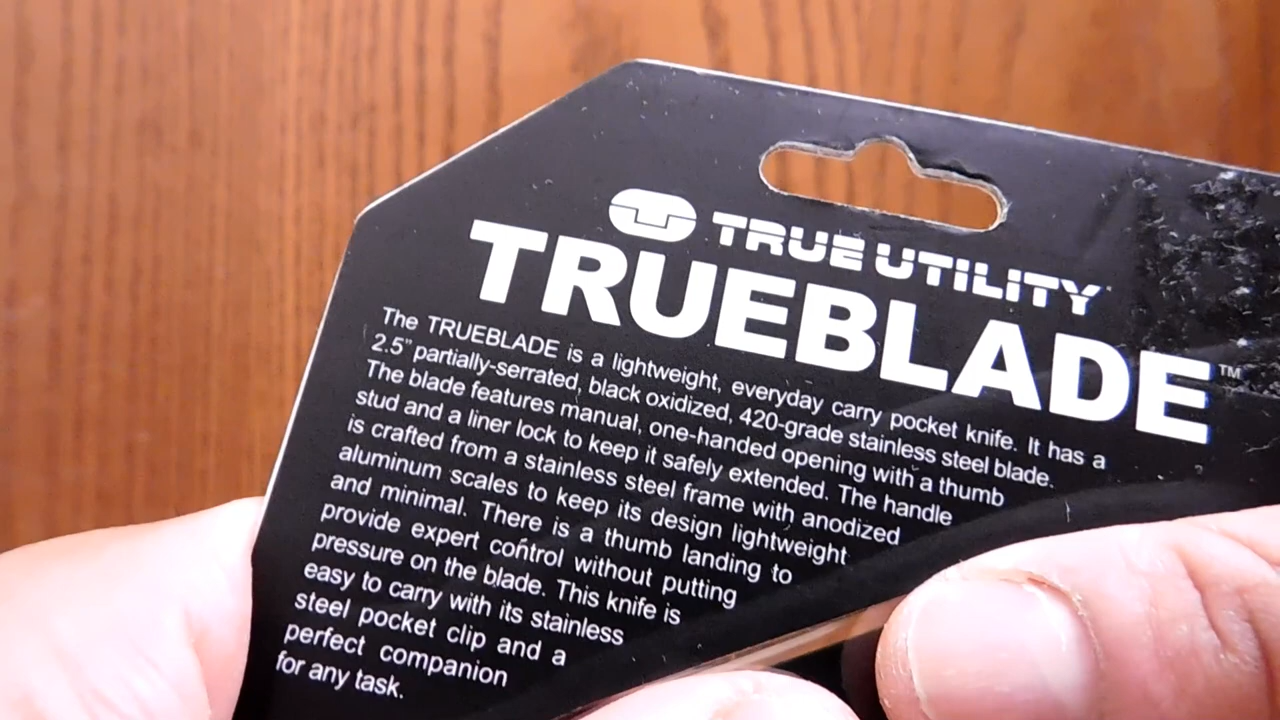 TRUE UTILITY
TRUEBLADE™
The TRUEBLADE is a lightweight, everyday carry pocket knife. It has a
2.5" partially-serrated, black oxidized, 420-grade stainless steel blade.
The blade features manual, one-handed opening with a thumb
stud and a liner lock to keep it safely extended. The handle
is crafted from a stainless steel frame with anodized
aluminum scales to keep its design lightweight
and minimal. There is a thumb landing to
provide expert control without putting
pressure on the blade. This knife is
easy to carry with its stainless
steel pocket clip and a
perfect companion
for any task.